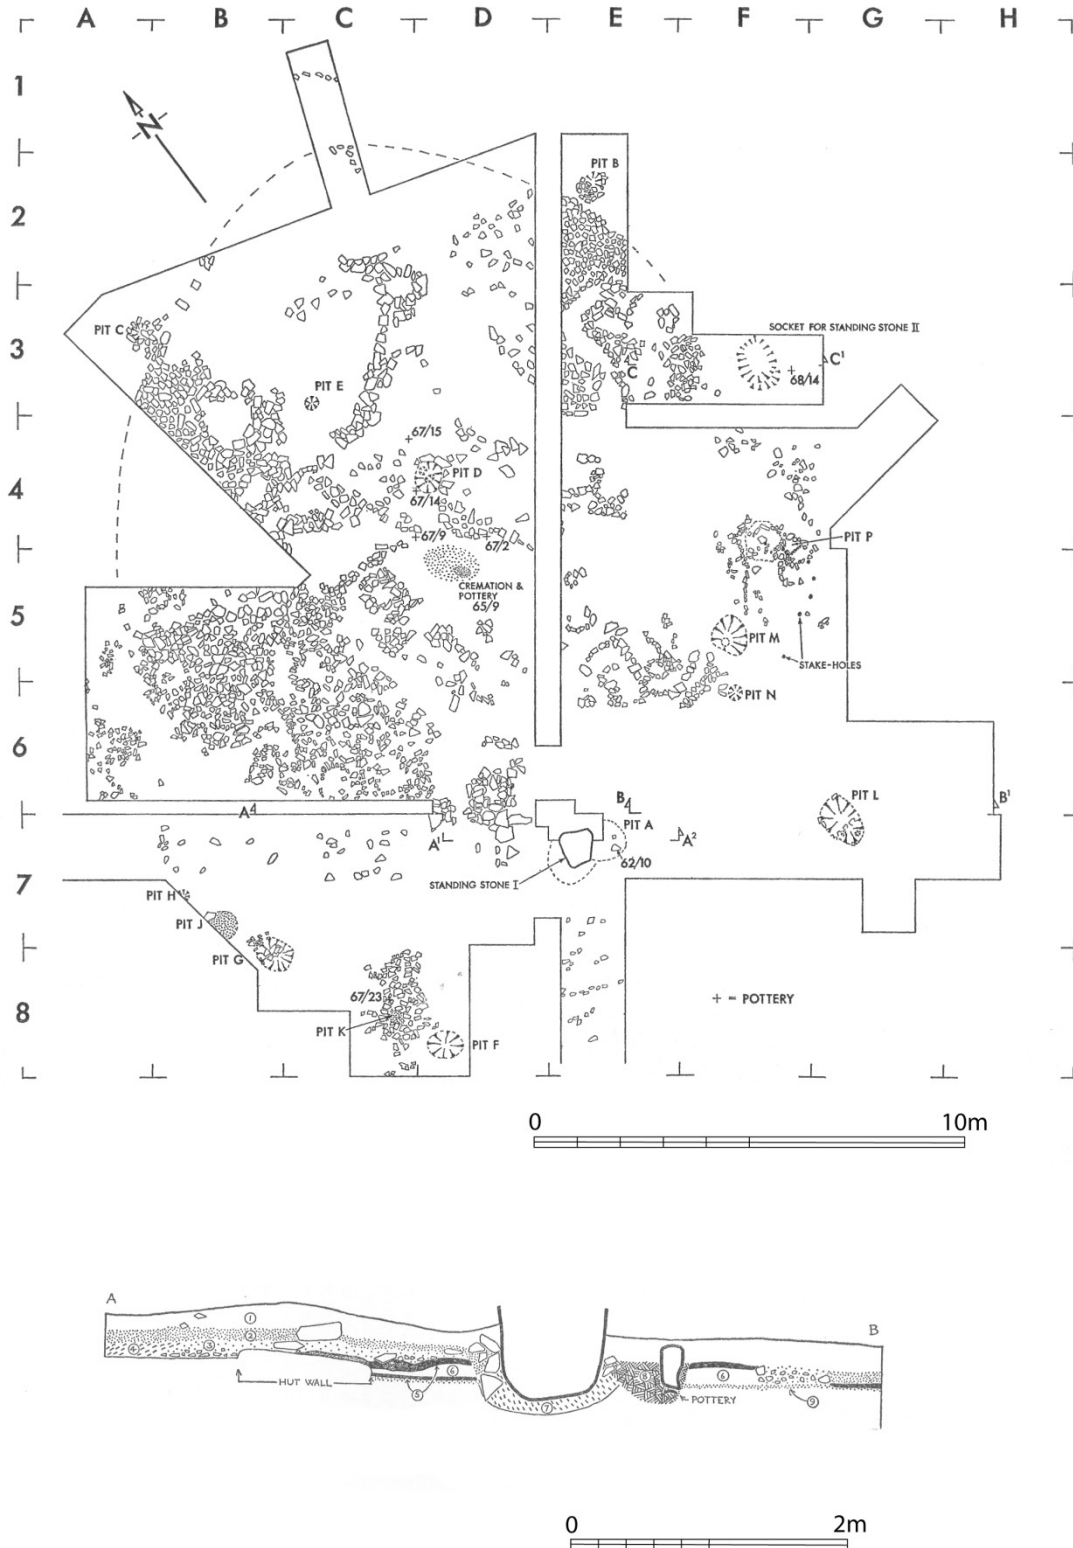 A B C D E F G H
1
N
PIT B
2
PIT C
SOCKET FOR STANDING STONE II
3
C C¹
PIT E
68/14
67/15
PIT D
4
67/14
67/9 67/2
PIT P
CREMATION &
POTTERY
65/9
5
PIT M
STAKE-HOLES
PIT N
6
PIT L
A B B¹
PIT A
A¹ A²
62/10
STANDING STONE I
7
PIT H
PIT J
PIT G
67/23
+ = POTTERY
8
PIT K
PIT F
0 10m
A
1
B
2
4 3
6 8 6
HUT WALL
5 7 POTTERY 9
0 2m